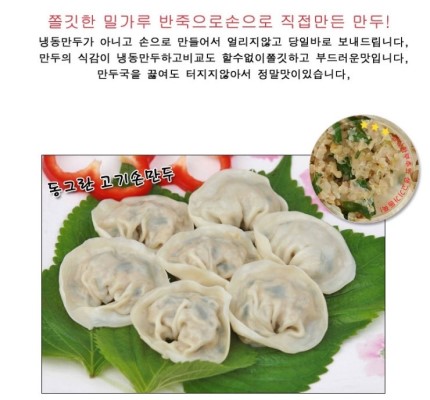 쫄깃한 밀가루 반죽으로손으로 직접만든 만두!
냉동만두가 아니고 손으로 만들어서 얼리지않고 당일바로 보내드립니다,
만두의 식감이 냉동만두하고비교도 할수없이쫄깃하고 부드러운맛입니다,
만두국을 끓여도 터지지않아서 정말맛이있습니다,
동그란 고기손만두